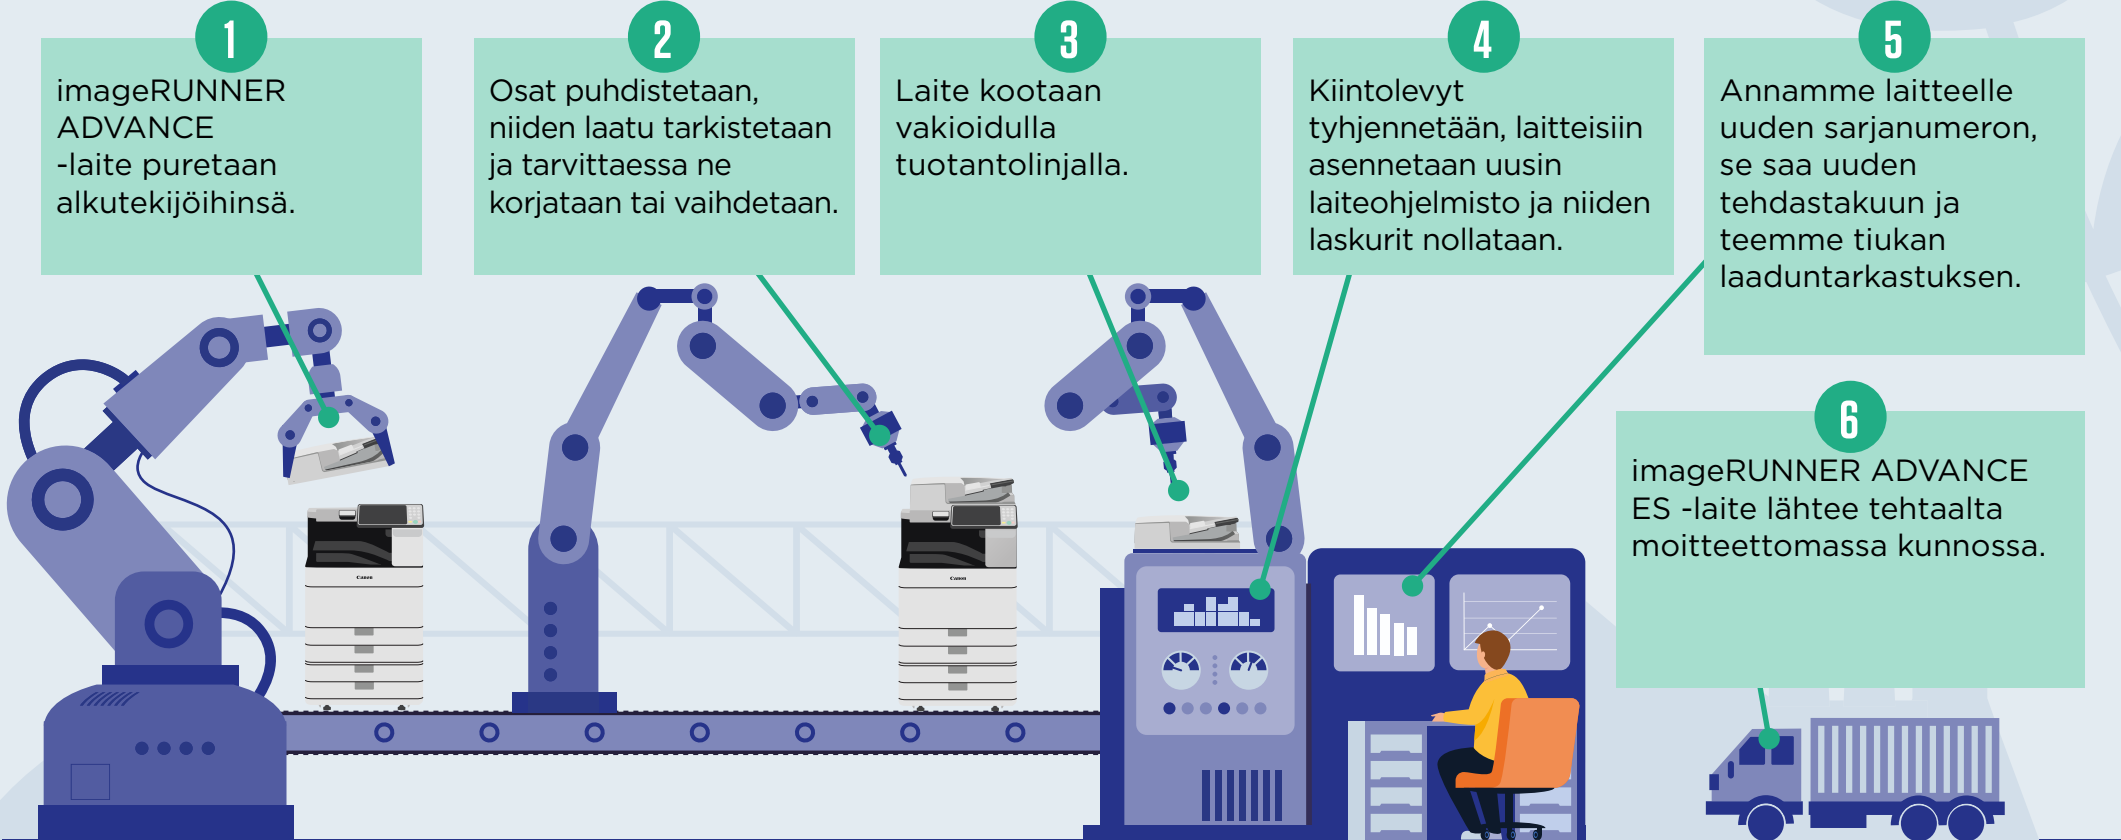 1
imageRUNNER
ADVANCE
-laite puretaan
alkutekijöihinsä.
2
Osat puhdistetaan,
niiden laatu tarkistetaan
ja tarvittaessa ne
korjataan tai vaihdetaan.
3
Laite kootaan
vakioidulla
tuotantolinjalla.
4
Kiintolevyt
tyhjennetään, laitteisiin
asennetaan uusin
laiteohjelmisto ja niiden
laskurit nollataan.
5
Annamme laitteelle
uuden sarjanumeron,
se saa uuden
tehdastakuun ja
teemme tiukan
laaduntarkastuksen.
6
imageRUNNER ADVANCE
ES -laite lähtee tehtaalta
moitteettomassa kunnossa.
Canon
Canon